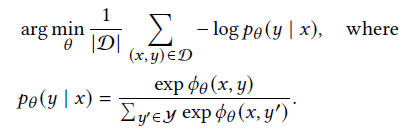 arg min_θ 1/|𝒟| ∑_{(x,y)∈𝒟} − log p_θ(y | x), where
p_θ(y | x) = exp ϕ_θ(x, y) / ∑_{y′∈𝒴} exp ϕ_θ(x, y′).